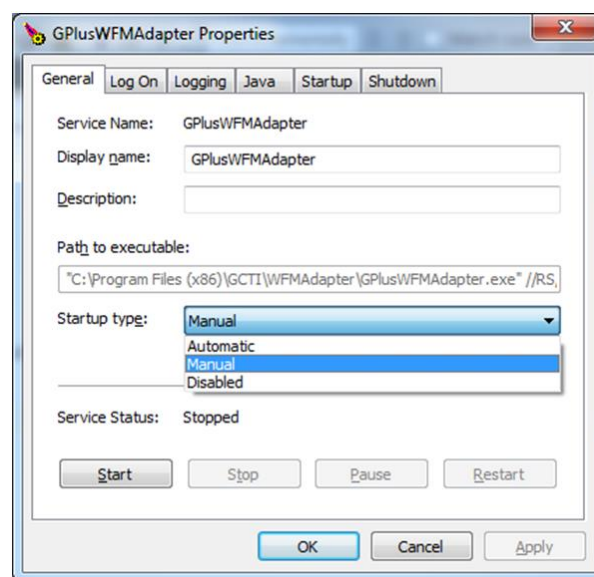 GPlusWFMAdapter Properties
General Log On Logging Java Startup Shutdown
Service Name: GPlusWFMAdapter
Display name: GPlusWFMAdapter
Description:
Path to executable:
"C:\Program Files (x86)\GCTI\WFMAdapter\GPlusWFMAdapter.exe" //RS,
Startup type: Manual
Automatic
Manual
Disabled
Service Status: Stopped
Start Stop Pause Restart
OK Cancel Apply